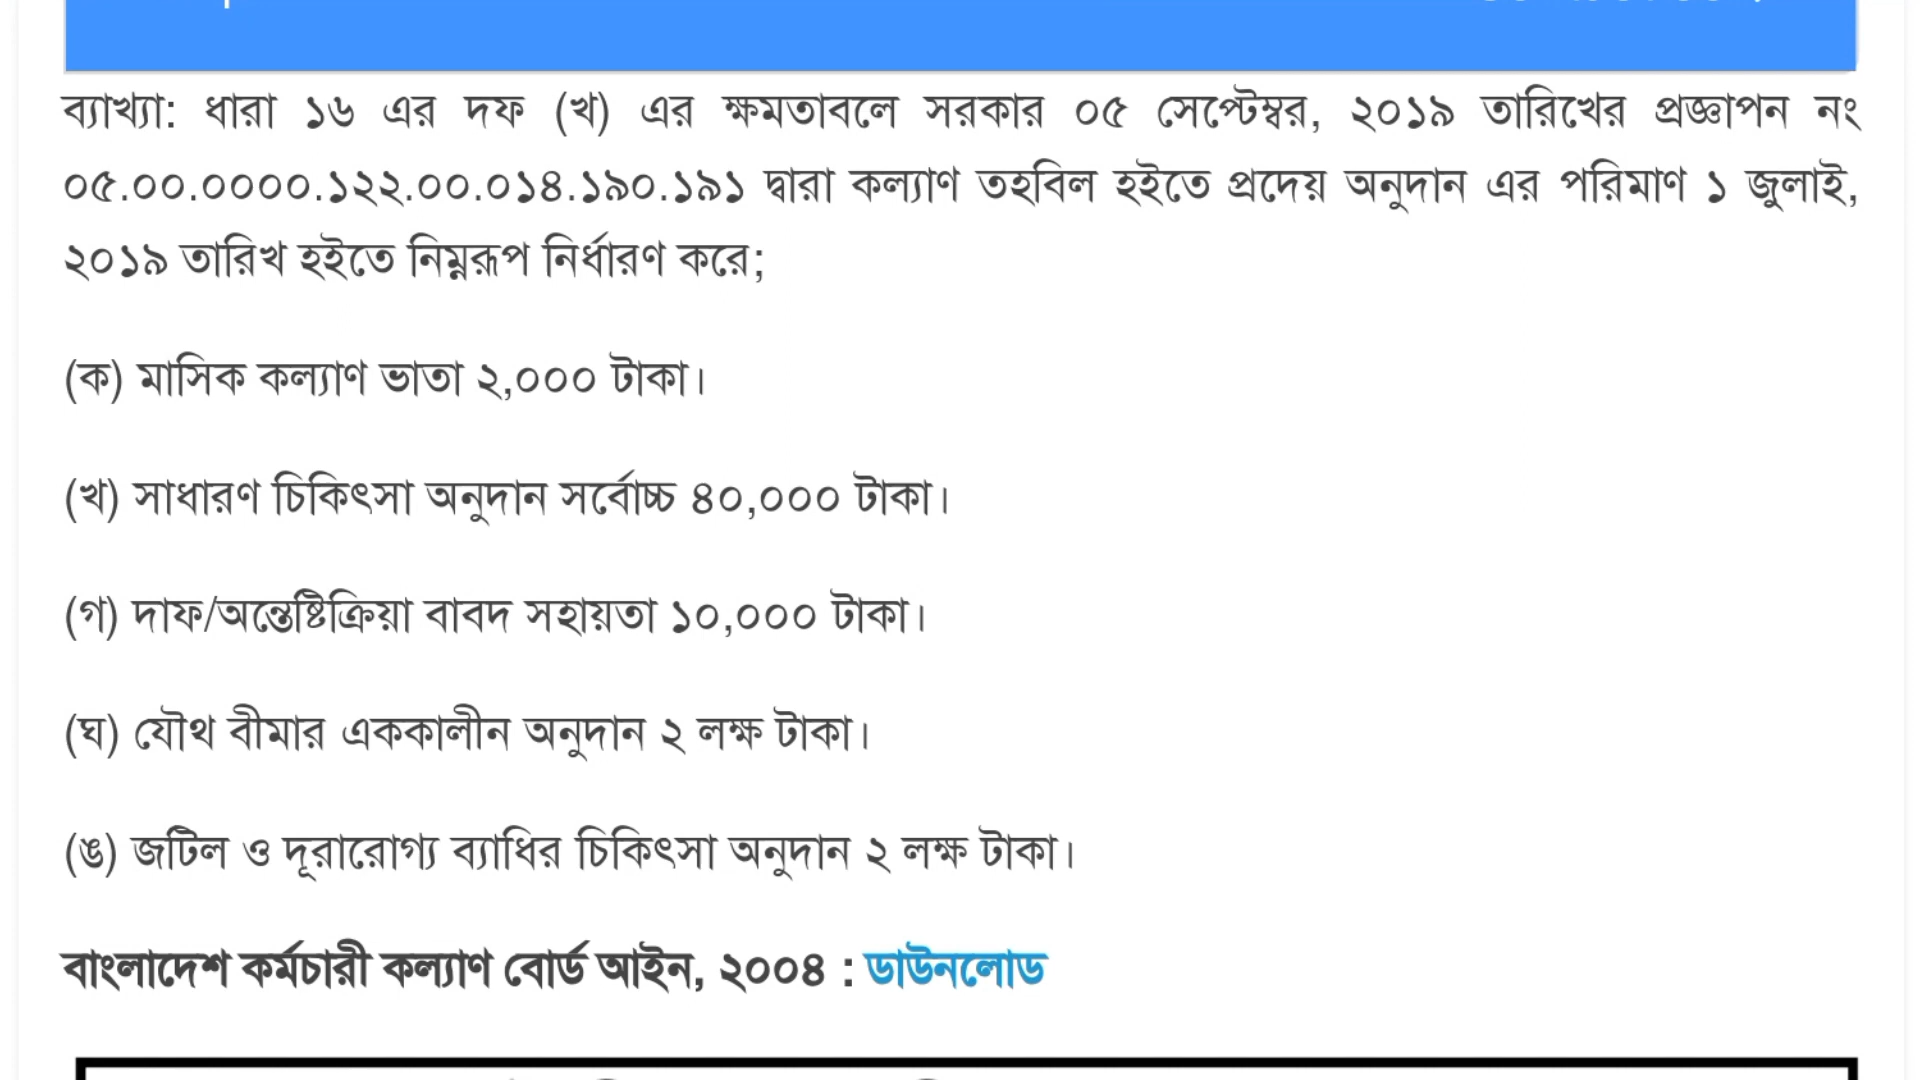 ব্যাখ্যা: ধারা ১৬ এর দফ (খ) এর ক্ষমতাবলে সরকার ০৫ সেপ্টেম্বর, ২০১৯ তারিখের প্রজ্ঞাপন নং
০৫.০০.০০০০.১২২.০০.০১৪.১৯০.১৯১ দ্বারা কল্যাণ তহবিল হইতে প্রদেয় অনুদান এর পরিমাণ ১ জুলাই,
২০১৯ তারিখ হইতে নিম্নরূপ নির্ধারণ করে;
(ক) মাসিক কল্যাণ ভাতা ২,০০০ টাকা।
(খ) সাধারণ চিকিৎসা অনুদান সর্বোচ্চ ৪০,০০০ টাকা।
(গ) দাফ/অন্তেষ্টিক্রিয়া বাবদ সহায়তা ১০,০০০ টাকা।
(ঘ) যৌথ বীমার এককালীন অনুদান ২ লক্ষ টাকা।
(ঙ) জটিল ও দূরারোগ্য ব্যাধির চিকিৎসা অনুদান ২ লক্ষ টাকা।
বাংলাদেশ কর্মচারী কল্যাণ বোর্ড আইন, ২০০৪ : ডাউনলোড